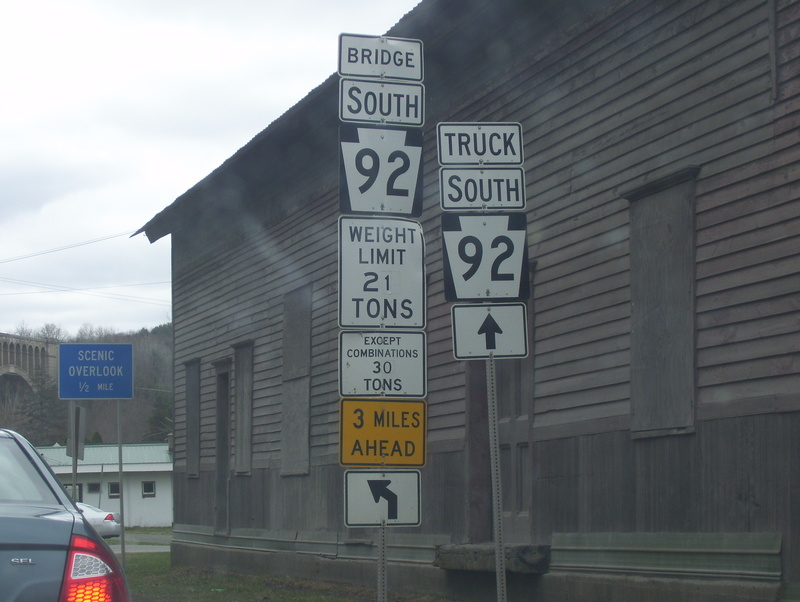 BRIDGE
SOUTH
92
WEIGHT
LIMIT
21
TONS
EXCEPT
COMBINATIONS
30
TONS
3 MILES
AHEAD
TRUCK
SOUTH
92
SCENIC
OVERLOOK
½ MILE
SEL